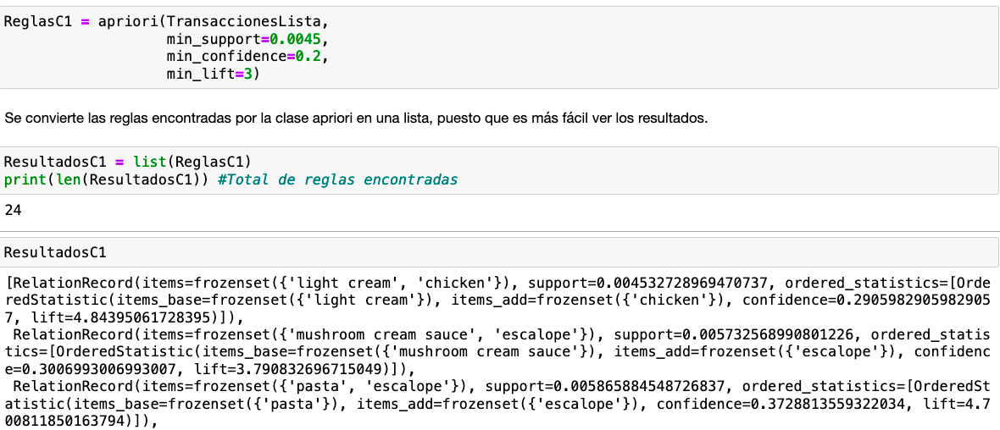 ReglasC1 = apriori(TransaccionesLista,
min_support=0.0045,
min_confidence=0.2,
min_lift=3)
Se convierte las reglas encontradas por la clase apriori en una lista, puesto que es más fácil ver los resultados.
ResultadosC1 = list(ReglasC1)
print(len(ResultadosC1)) #Total de reglas encontradas
24
ResultadosC1
[RelationRecord(items=frozenset({'light cream', 'chicken'}), support=0.004532728969470737, ordered_statistics=[Orde
redStatistic(items_base=frozenset({'light cream'}), items_add=frozenset({'chicken'}), confidence=0.2905982905982905
7, lift=4.84395061728395)]),
RelationRecord(items=frozenset({'mushroom cream sauce', 'escalope'}), support=0.005732568990801226, ordered_statis
tics=[OrderedStatistic(items_base=frozenset({'mushroom cream sauce'}), items_add=frozenset({'escalope'}), confidenc
e=0.3006993006993007, lift=3.790832696715049)]),
RelationRecord(items=frozenset({'pasta', 'escalope'}), support=0.005865884548726837, ordered_statistics=[OrderedSt
atistic(items_base=frozenset({'pasta'}), items_add=frozenset({'escalope'}), confidence=0.3728813559322034, lift=4.7
00811850163794)]),